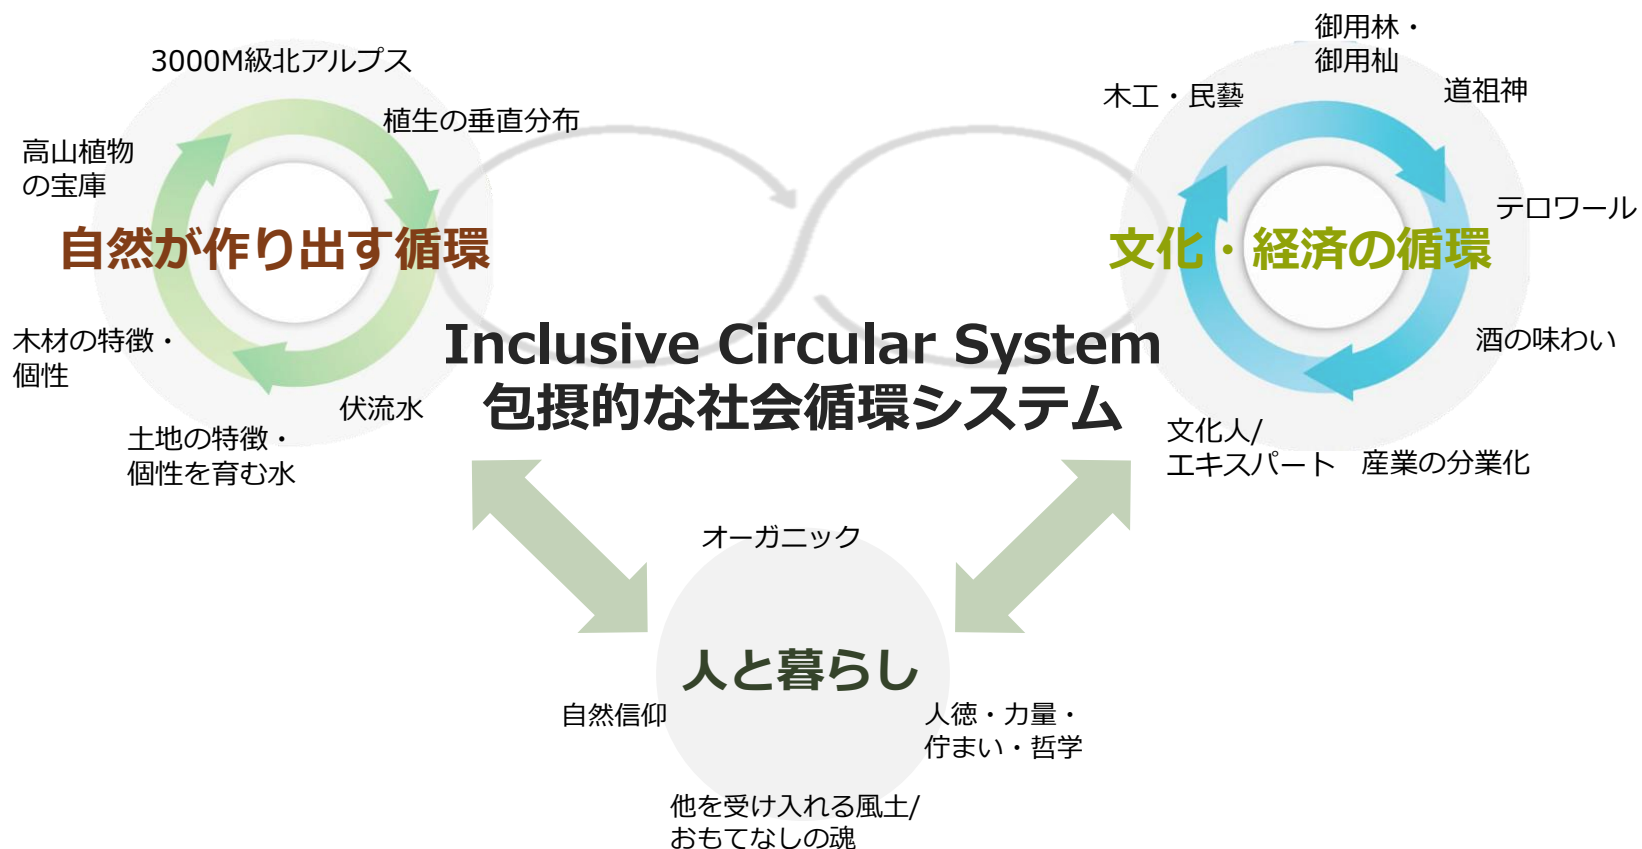 3000M級北アルプス
植生の垂直分布
高山植物
の宝庫
自然が作り出す循環
木材の特徴・
個性
伏流水
土地の特徴・
個性を育む水
御用林・
御用杣
木工・民藝
道祖神
テロワール
文化・経済の循環
酒の味わい
文化人/
エキスパート
産業の分業化
Inclusive Circular System
包摂的な社会循環システム
オーガニック
人と暮らし
自然信仰
人徳・力量・
佇まい・哲学
他を受け入れる風土/
おもてなしの魂